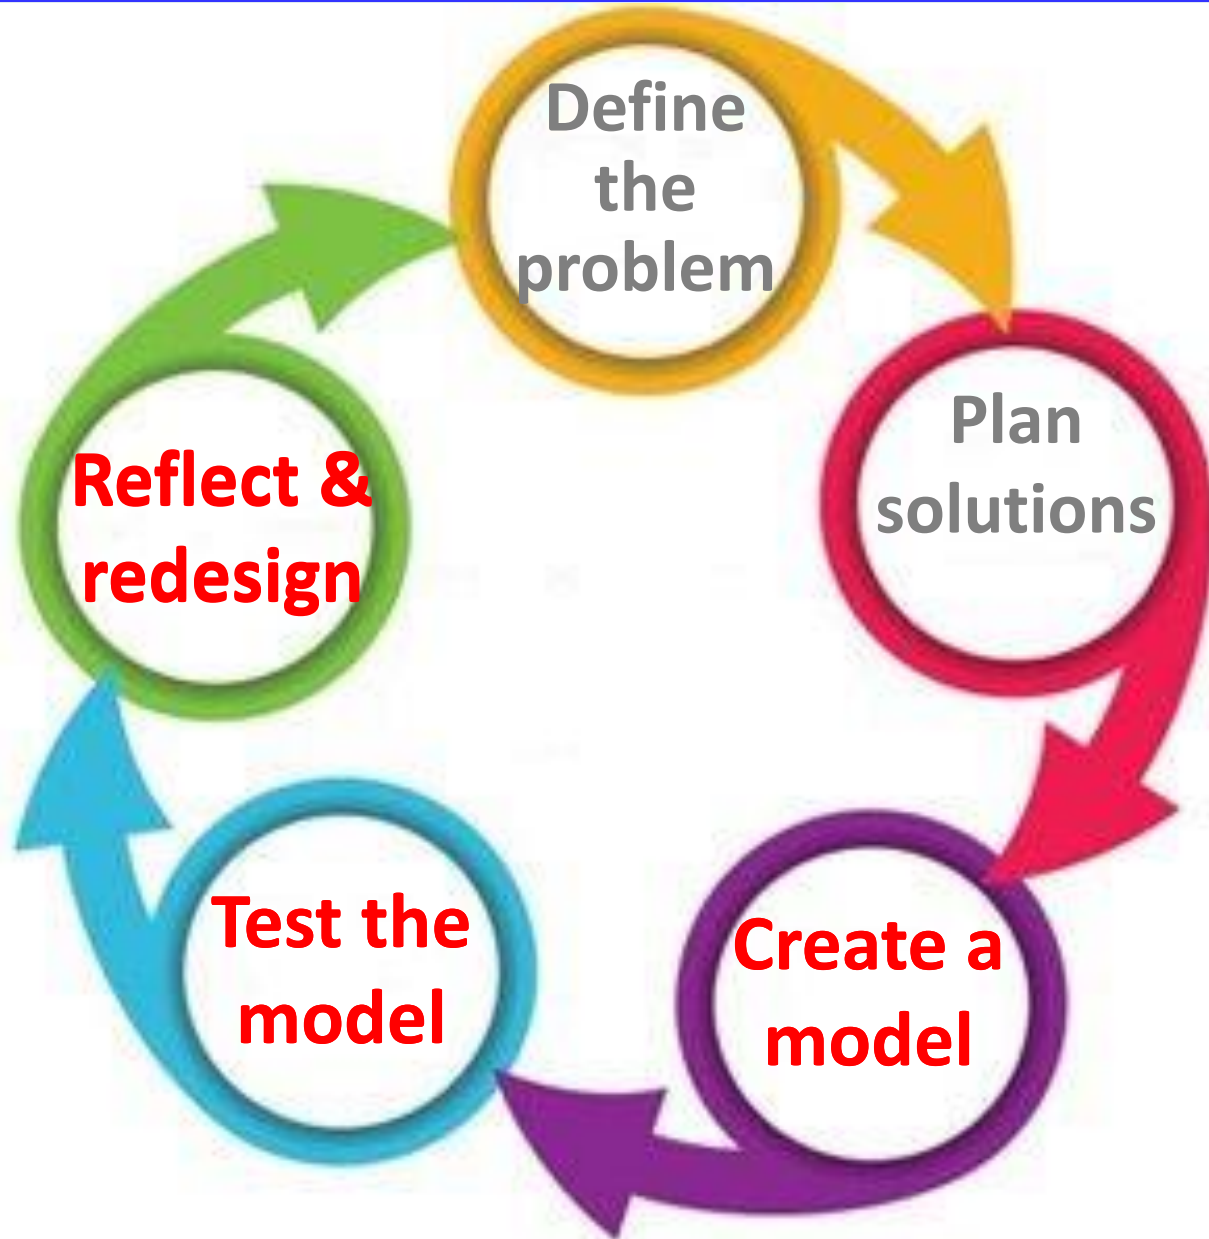 Define
the
problem
Plan
solutions
Create a
model
Test the
model
Reflect &
redesign